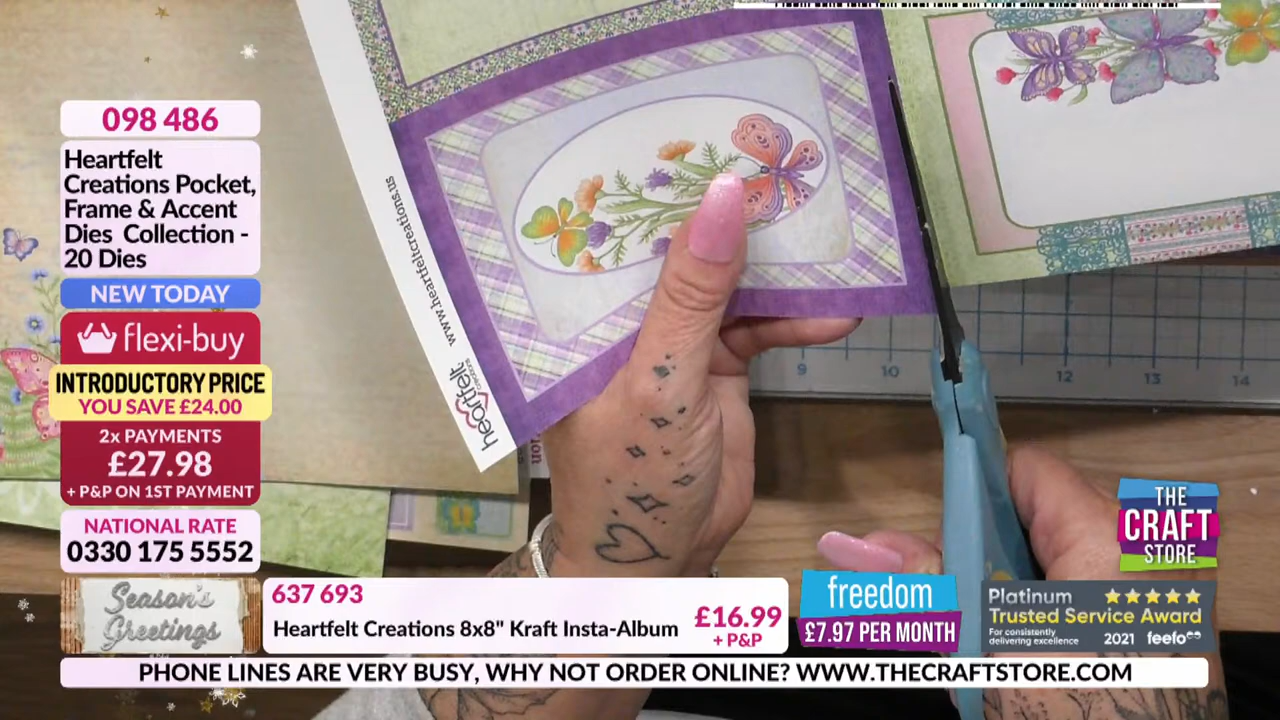 098 486
Heartfelt
Creations Pocket,
Frame & Accent
Dies Collection -
20 Dies
NEW TODAY
flexi-buy
INTRODUCTORY PRICE
YOU SAVE £24.00
2x PAYMENTS
£27.98
+ P&P ON 1ST PAYMENT
NATIONAL RATE
0330 175 5552
www.heartfeltcreations.us
heartfelt
creations
9 10 12 13 14
THE
CRAFT
STORE
Season's
Greetings
637 693
Heartfelt Creations 8x8" Kraft Insta-Album
£16.99
+ P&P
freedom
£7.97 PER MONTH
Platinum
Trusted Service Award
For consistently
delivering excellence
2021 feefo
PHONE LINES ARE VERY BUSY, WHY NOT ORDER ONLINE? WWW.THECRAFTSTORE.COM